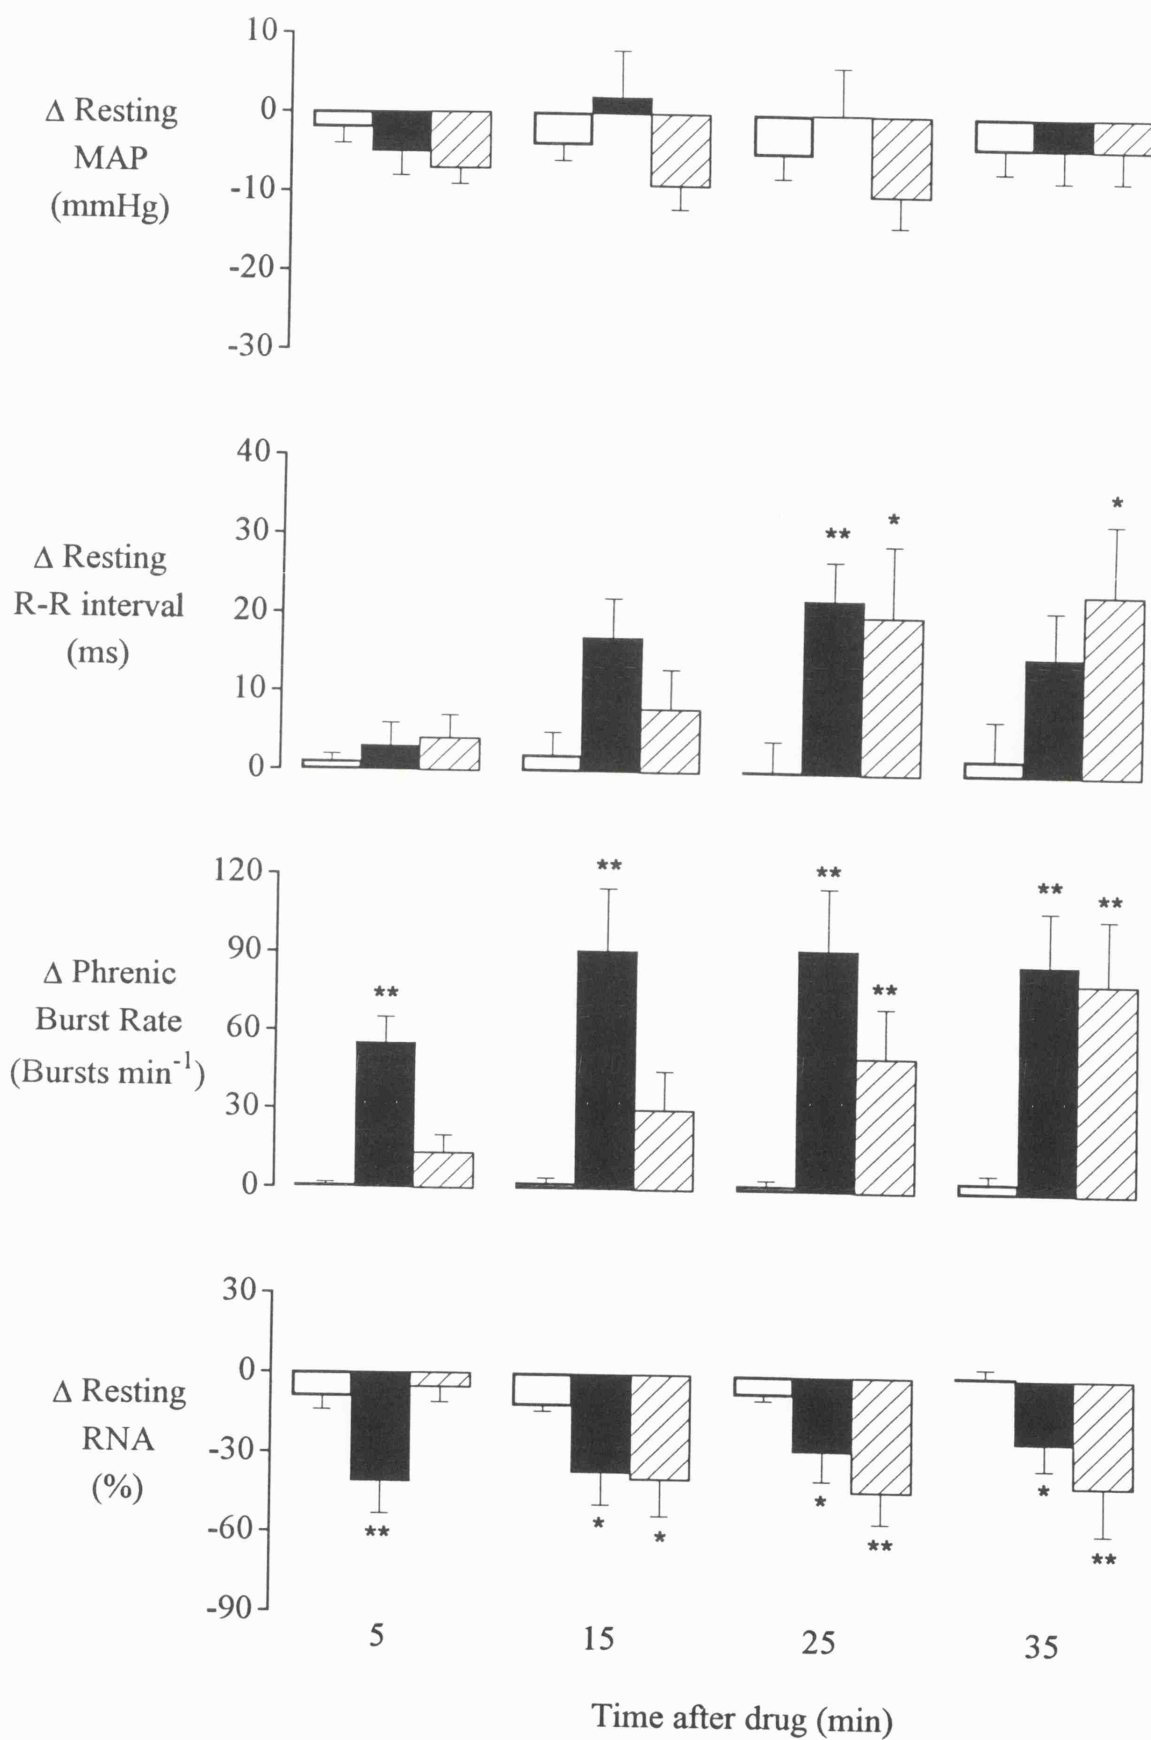 10
0
-10
-20
-30
Δ Resting
MAP
(mmHg)
40
30
20
10
0
Δ Resting
R-R interval
(ms)
** * *
120
90
60
30
0
Δ Phrenic
Burst Rate
(Bursts min⁻¹)
** ** ** ** ** **
30
0
-30
-60
-90
Δ Resting
RNA
(%)
** * * * ** * **
5 15 25 35
Time after drug (min)